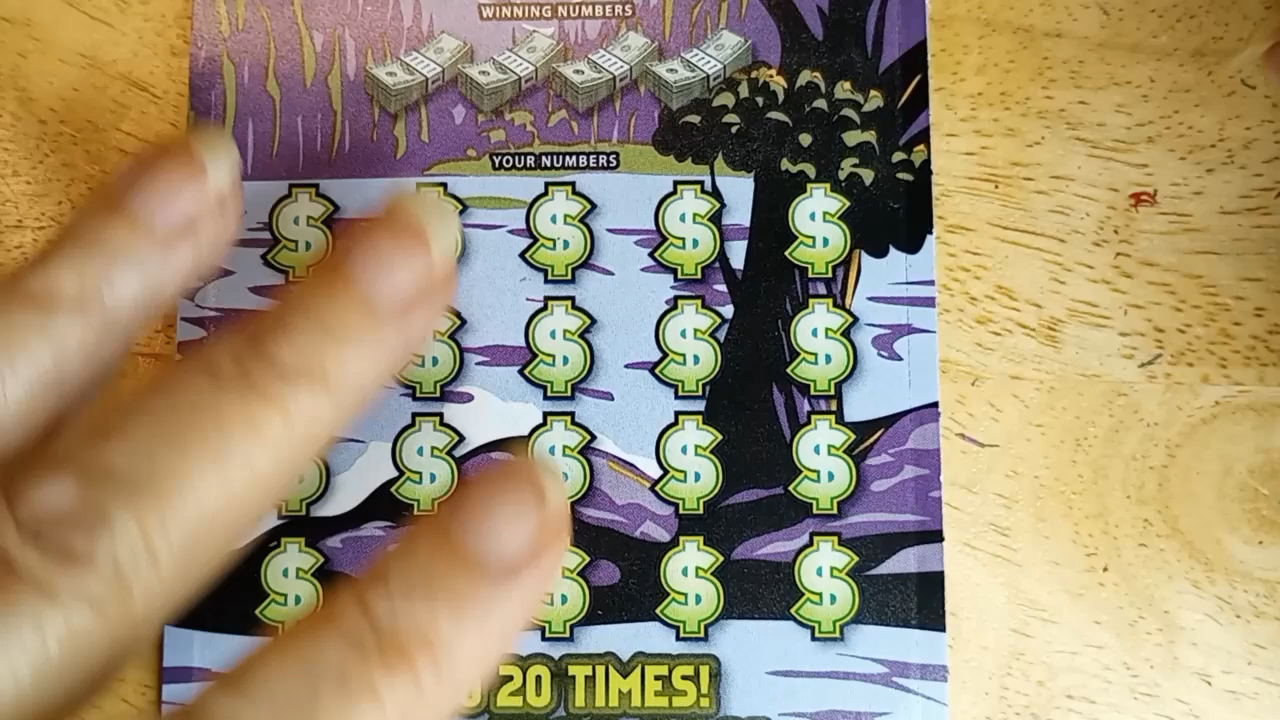 WINNING NUMBERS
YOUR NUMBERS
$ $ $ $
$ $ $ $
$ $ $ $ $
$ $ $ $
20 TIMES!